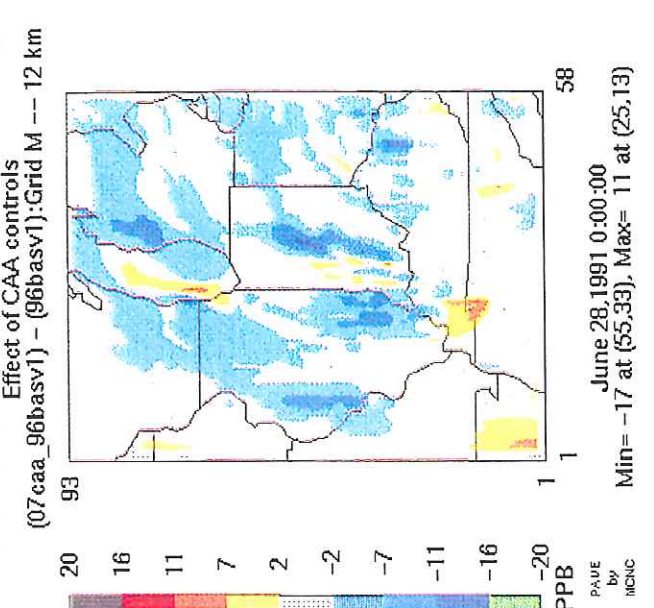 Effect of CAA controls
(07caa_96basv1) - (96basv1)::Grid M -- 12 km
93
1
1
58
20
16
11
7
2
-2
-7
-11
-16
-20
PPB
PAVE
by
MCNC
June 28,1991 0:00:00
Min= -17 at (55,33), Max= 11 at (25,13)